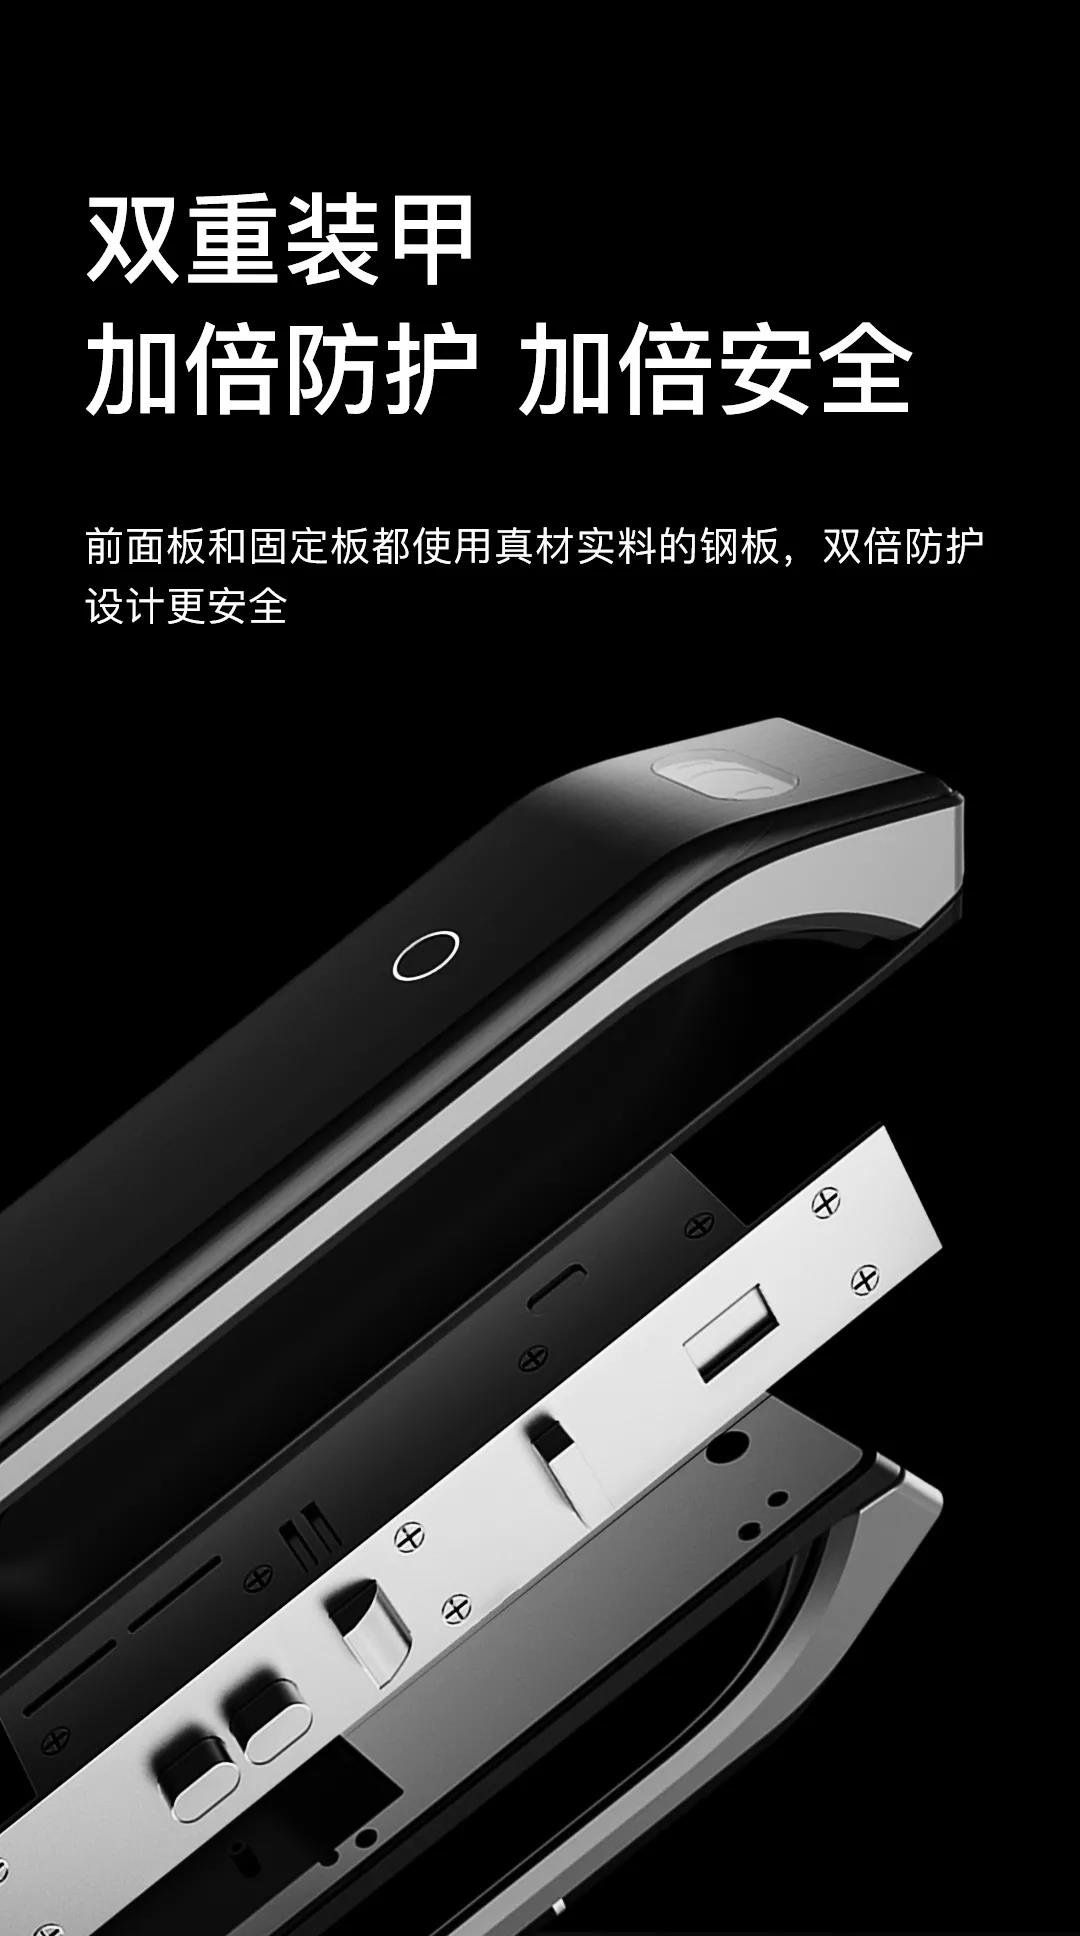 双重装甲
加倍防护 加倍安全
前面板和固定板都使用真材实料的钢板，双倍防护
设计更安全